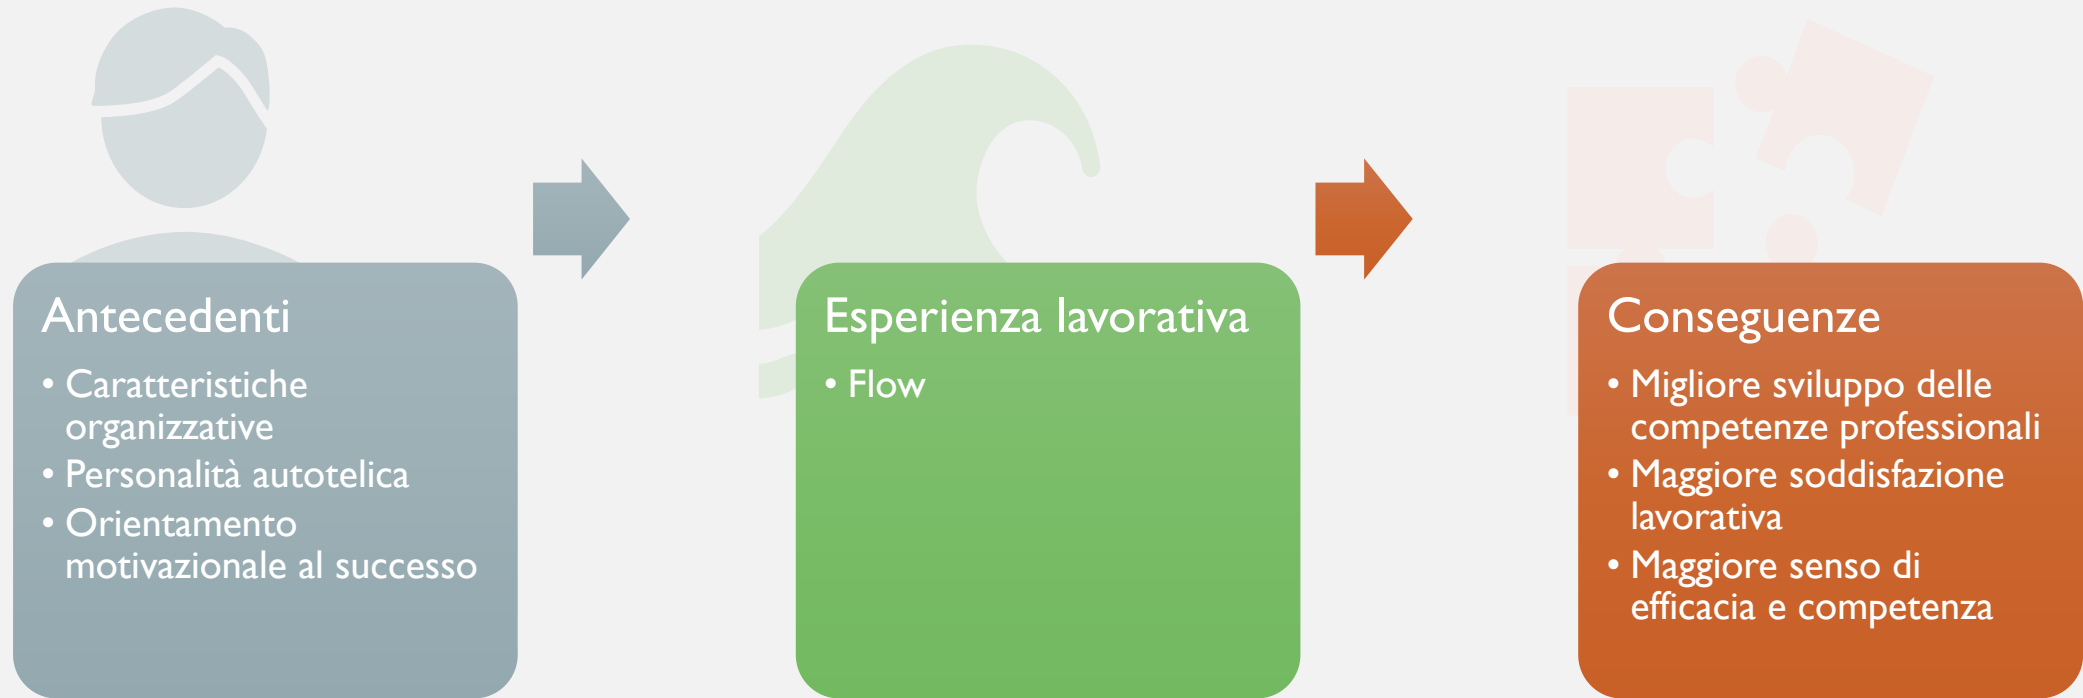 Antecedenti
• Caratteristiche
organizzative
• Personalità autotelica
• Orientamento
motivazionale al successo
Esperienza lavorativa
• Flow
Conseguenze
• Migliore sviluppo delle
competenze professionali
• Maggiore soddisfazione
lavorativa
• Maggiore senso di
efficacia e competenza